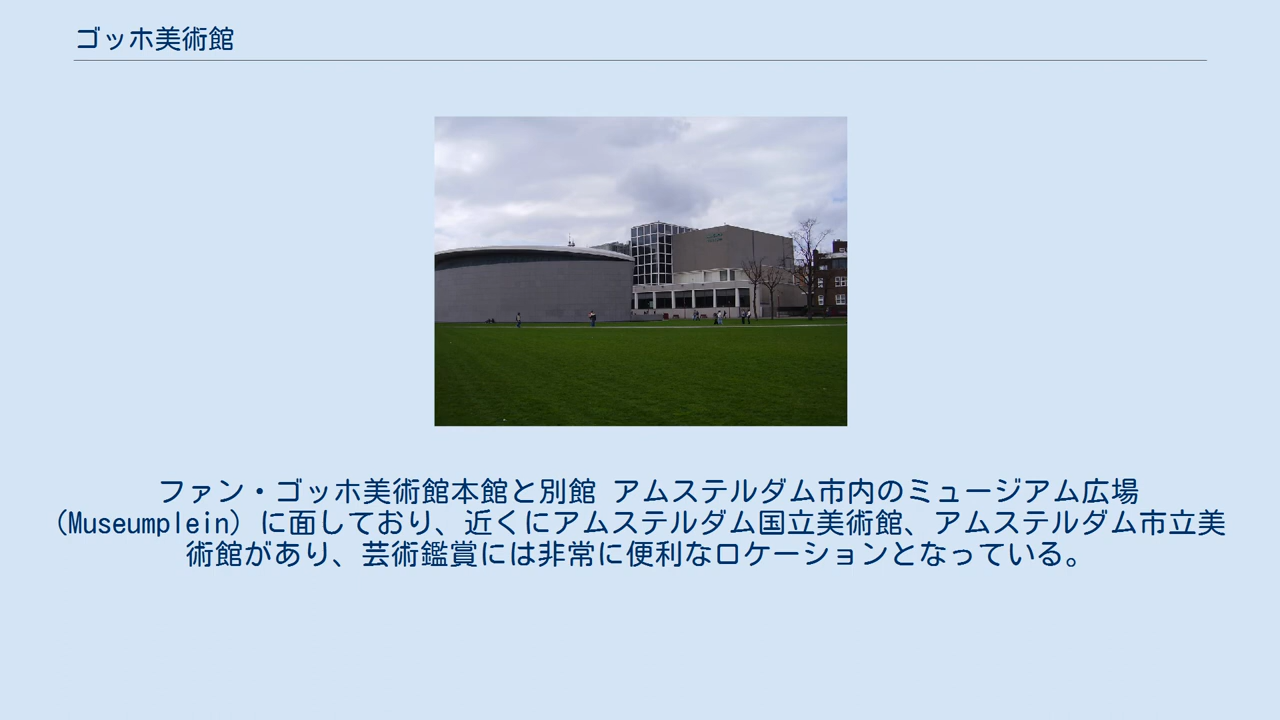 ゴッホ美術館
ファン・ゴッホ美術館本館と別館 アムステルダム市内のミュージアム広場
(Museumplein) に面しており、近くにアムステルダム国立美術館、アムステルダム市立美
術館があり、芸術鑑賞には非常に便利なロケーションとなっている。